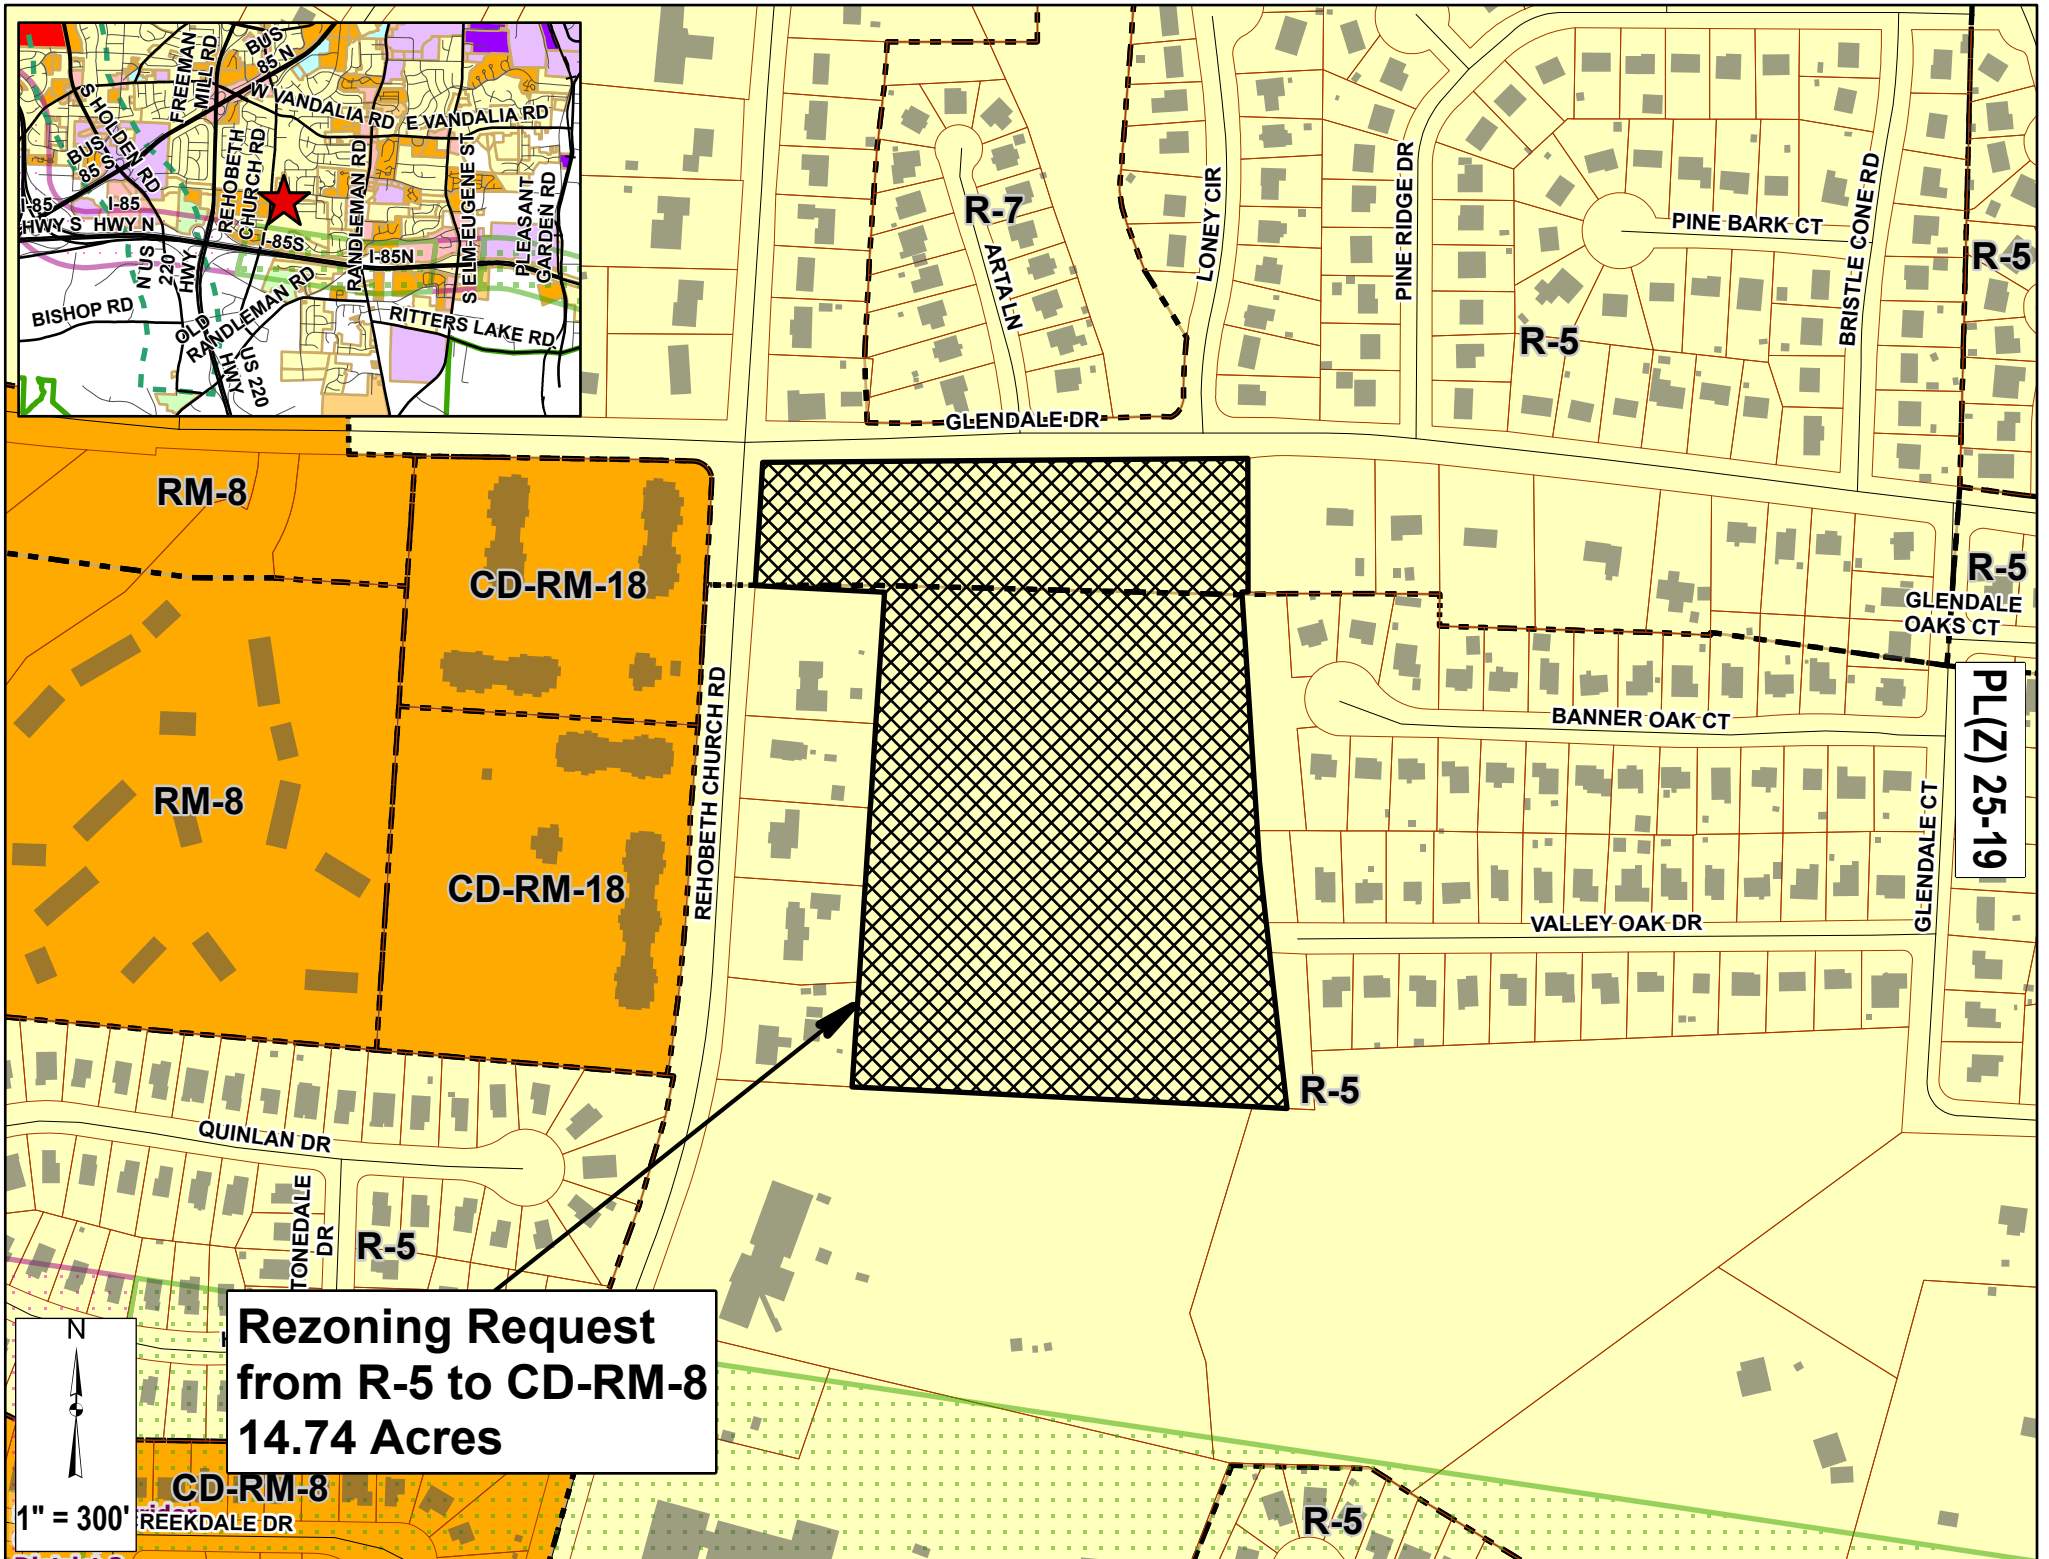 FREEMAN
MILL RD
BUS
85 N
S HOLDEN RD
W VANDALIA RD
E VANDALIA RD
BUS
85 S
REHOBETH
CHURCH RD
RANDLEMAN RD
S ELM-EUGENE ST
PLEASANT
GARDEN RD
I-85
HWY S
I-85
HWY N
I-85S
I-85N
N US
220
HWY
BISHOP RD
OLD
RANDLEMAN RD
HWY
US 220
RITTERS LAKE RD
R-7
ARTA LN
LONEY CIR
PINE RIDGE DR
PINE BARK CT
BRISTLE CONE RD
R-5
R-5
GLENDALE DR
RM-8
CD-RM-18
R-5
GLENDALE
OAKS CT
REHOBETH CHURCH RD
BANNER OAK CT
PL(Z) 25-19
RM-8
CD-RM-18
GLENDALE CT
VALLEY OAK DR
R-5
QUINLAN DR
TONEDALE
DR
R-5
Rezoning Request
from R-5 to CD-RM-8
14.74 Acres
N
1" = 300'
CD-RM-8
REEKDALE DR
R-5